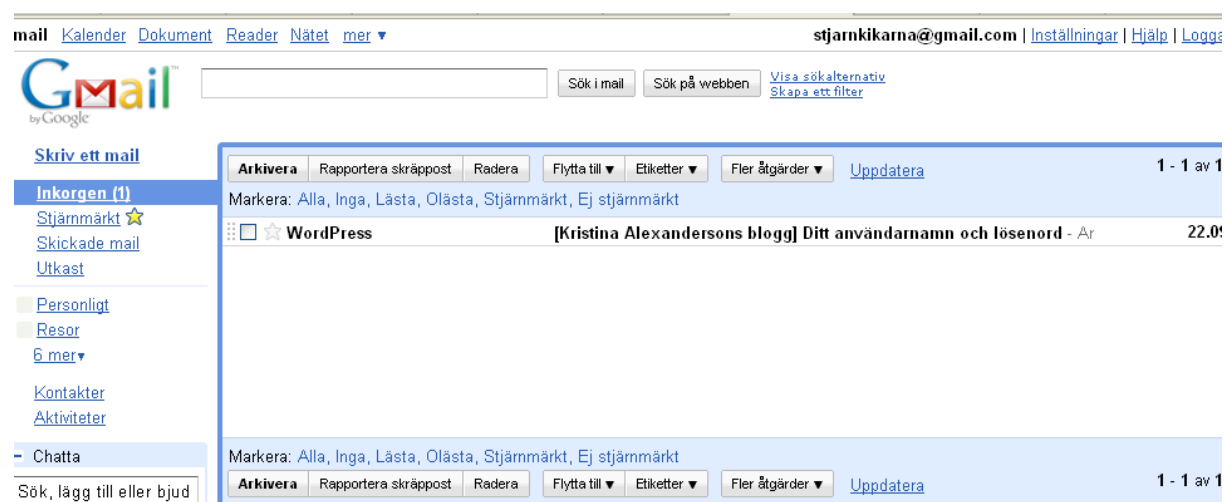 mail Kalender Dokument Reader Nätet mer ▼ stjarnkikarna@gmail.com | Inställningar | Hjälp | Logga
Gmail™ by Google
Sök i mail Sök på webben Visa sökalternativ
Skapa ett filter
Skriv ett mail
Inkorgen (1)
Stjärnmärkt
Skickade mail
Utkast
Personligt
Resor
6 mer▼
Kontakter
Aktiviteter
Chatta
Sök, lägg till eller bjud
Arkivera Rapportera skräppost Radera Flytta till ▼ Etiketter ▼ Fler åtgärder ▼ Uppdatera 1 - 1 av 1
Markera: Alla, Inga, Lästa, Olästa, Stjärnmärkt, Ej stjärnmärkt
WordPress [Kristina Alexandersons blogg] Ditt användarnamn och lösenord - Ar 22.09
Markera: Alla, Inga, Lästa, Olästa, Stjärnmärkt, Ej stjärnmärkt
Arkivera Rapportera skräppost Radera Flytta till ▼ Etiketter ▼ Fler åtgärder ▼ Uppdatera 1 - 1 av 1